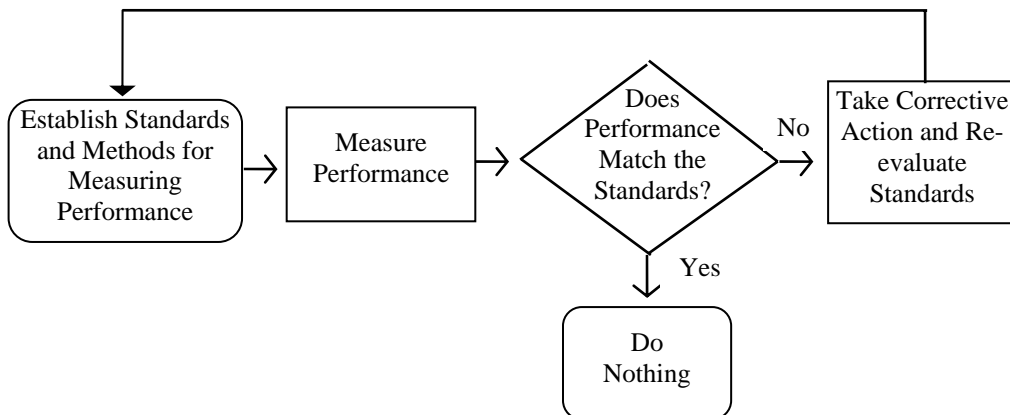 Establish Standards
and Methods for
Measuring
Performance
Measure
Performance
Does
Performance
Match the
Standards?
No
Take Corrective
Action and Re-
evaluate
Standards
Yes
Do
Nothing